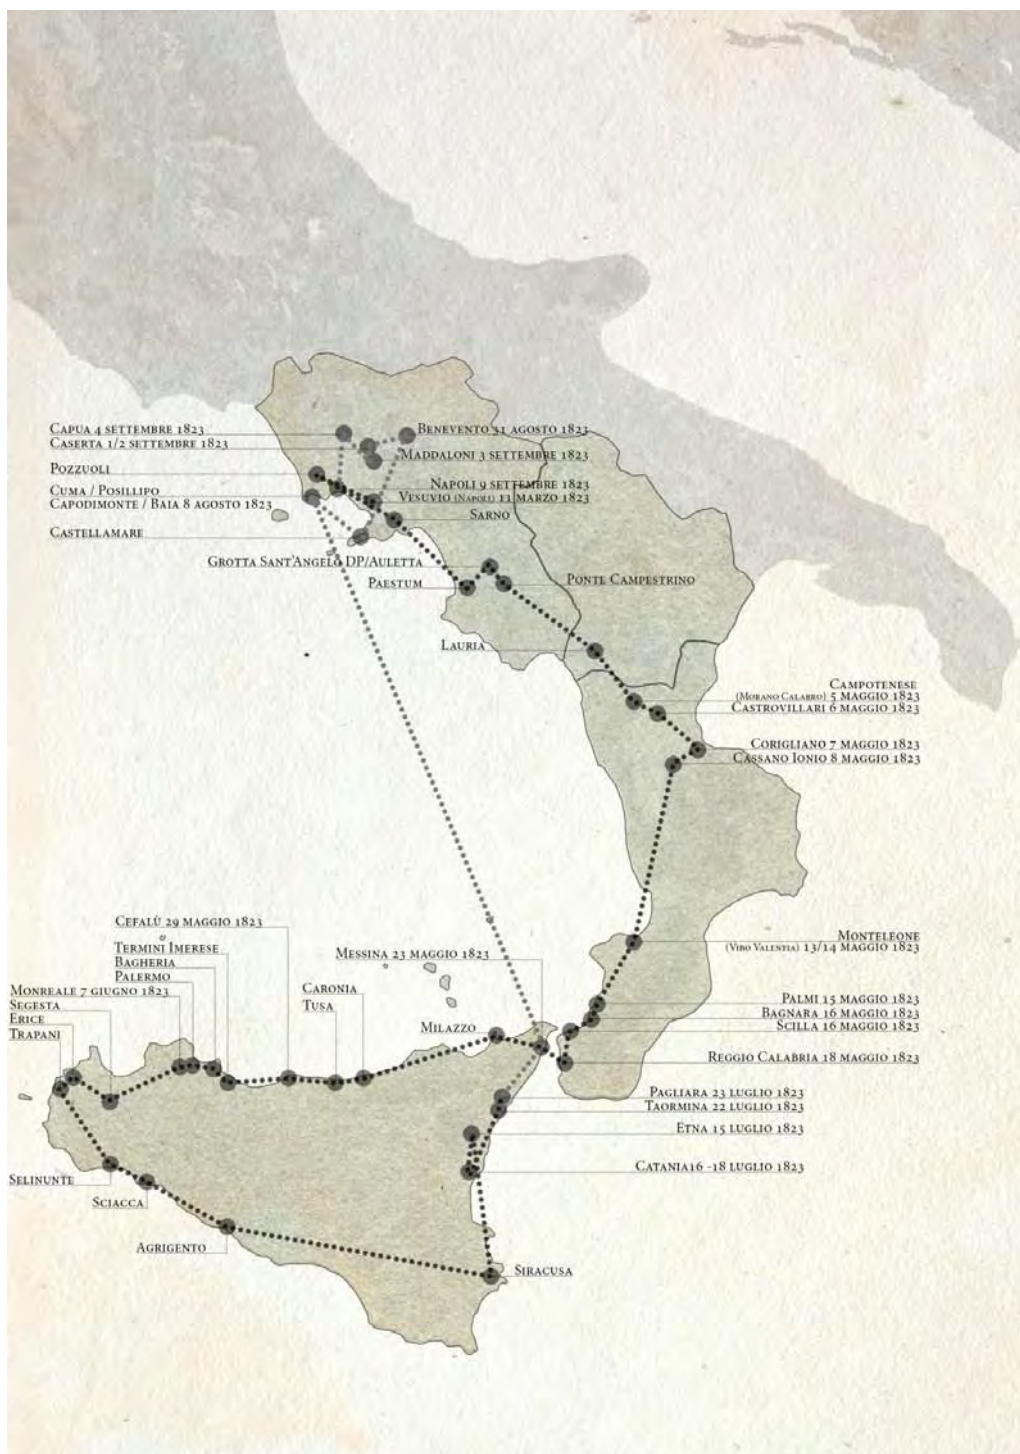 Capua 4 settembre 1823
Benevento 31 agosto 1823
Caserta 1/2 settembre 1823
Maddaloni 3 settembre 1823
Pozzuoli
Napoli 9 settembre 1823
Cuma / Posillipo
Vesuvio (Napoli) 11 marzo 1823
Capodimonte / Baia 8 agosto 1823
Sarno
Castellamare
Grotta Sant'Angelo DP/Auletta
Paestum
Ponte Campestrino
Lauria
Campotenese
(Morano Calabro) 5 maggio 1823
Castrovillari 6 maggio 1823
Corigliano 7 maggio 1823
Cassano Ionio 8 maggio 1823
Cefalù 29 maggio 1823
Monteleone
(Vibo Valentia) 13/14 maggio 1823
Termini Imerese
Messina 23 maggio 1823
Bagheria
Palermo
Monreale 7 giugno 1823
Caronia
Palmi 15 maggio 1823
Segesta
Tusa
Bagnara 16 maggio 1823
Erice
Scilla 16 maggio 1823
Trapani
Milazzo
Reggio Calabria 18 maggio 1823
Pagliara 23 luglio 1823
Taormina 22 luglio 1823
Etna 15 luglio 1823
Catania16 -18 luglio 1823
Selinunte
Sciacca
Agrigento
Siracusa